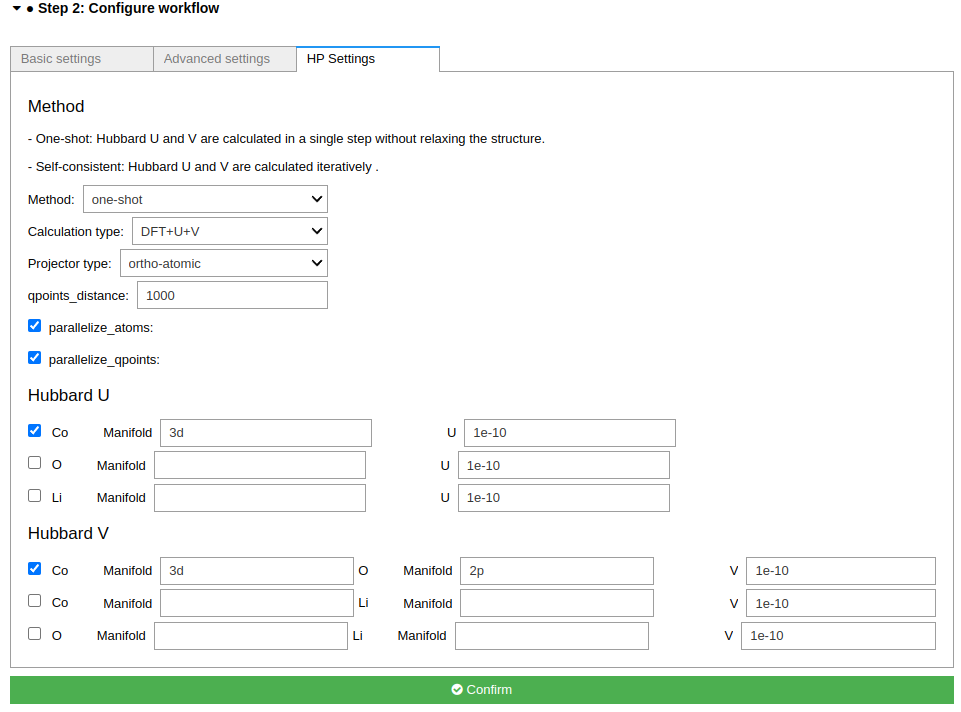 Step 2: Configure workflow
Basic settings Advanced settings HP Settings
Method
- One-shot: Hubbard U and V are calculated in a single step without relaxing the structure.
- Self-consistent: Hubbard U and V are calculated iteratively .
Method: one-shot
Calculation type: DFT+U+V
Projector type: ortho-atomic
qpoints_distance: 1000
parallelize_atoms:
parallelize_qpoints:
Hubbard U
Co Manifold 3d U 1e-10
O Manifold U 1e-10
Li Manifold U 1e-10
Hubbard V
Co Manifold 3d O Manifold 2p V 1e-10
Co Manifold Li Manifold V 1e-10
O Manifold Li Manifold V 1e-10
Confirm